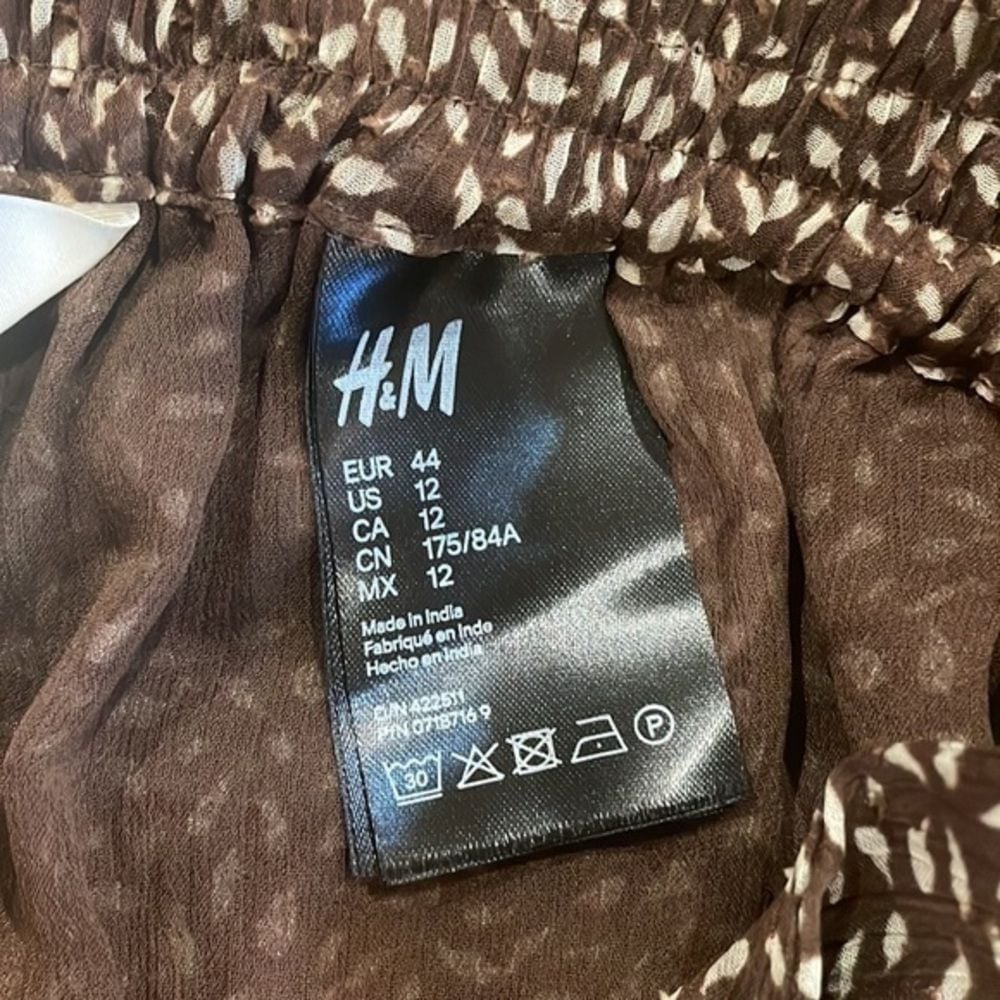 H&M
EUR 44
US 12
CA 12
CN 175/84A
MX 12
Made in India
Fabriqué en Inde
Hecho en India
O/N 422511
P/N 0718716 9
30
P